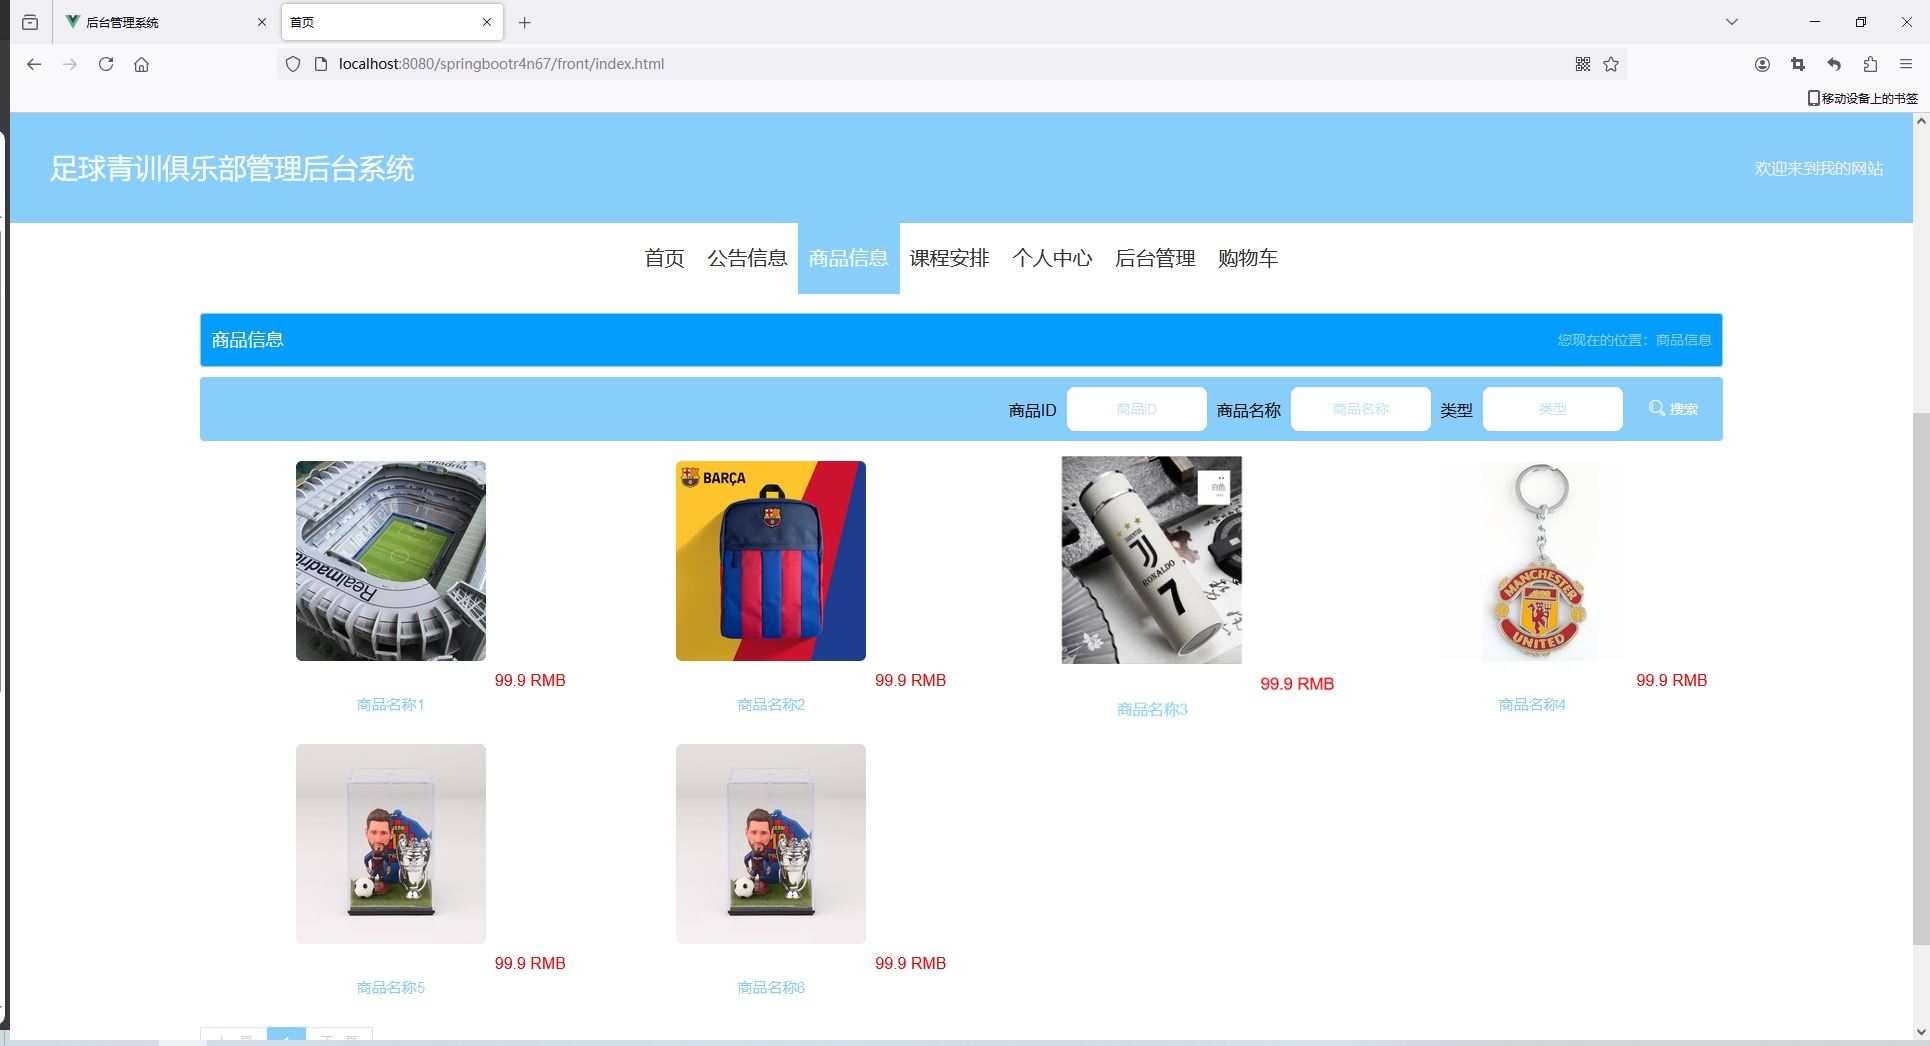 后台管理系统
首页
localhost:8080/springbootr4n67/front/index.html
移动设备上的书签
足球青训俱乐部管理后台系统
欢迎来到我的网站
首页 公告信息 商品信息 课程安排 个人中心 后台管理 购物车
商品信息
您现在的位置：商品信息
商品ID 商品ID 商品名称 商品名称 类型 类型 搜索
Realmadrid
BARÇA
白色
JUVENTUS
RONALDO
7
MANCHESTER
UNITED
99.9 RMB
商品名称1
99.9 RMB
商品名称2
99.9 RMB
商品名称3
99.9 RMB
商品名称4
10
99.9 RMB
商品名称5
10
99.9 RMB
商品名称6